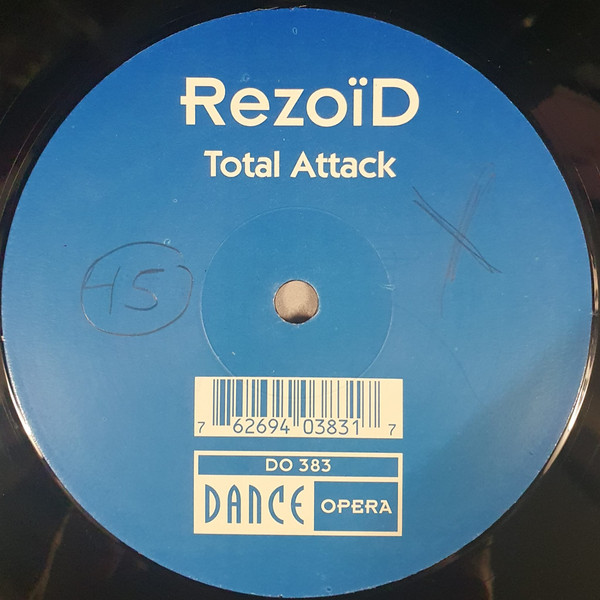 RezoïD
Total Attack
45
7 62694 03831 7
DO 383
DANCE OPERA